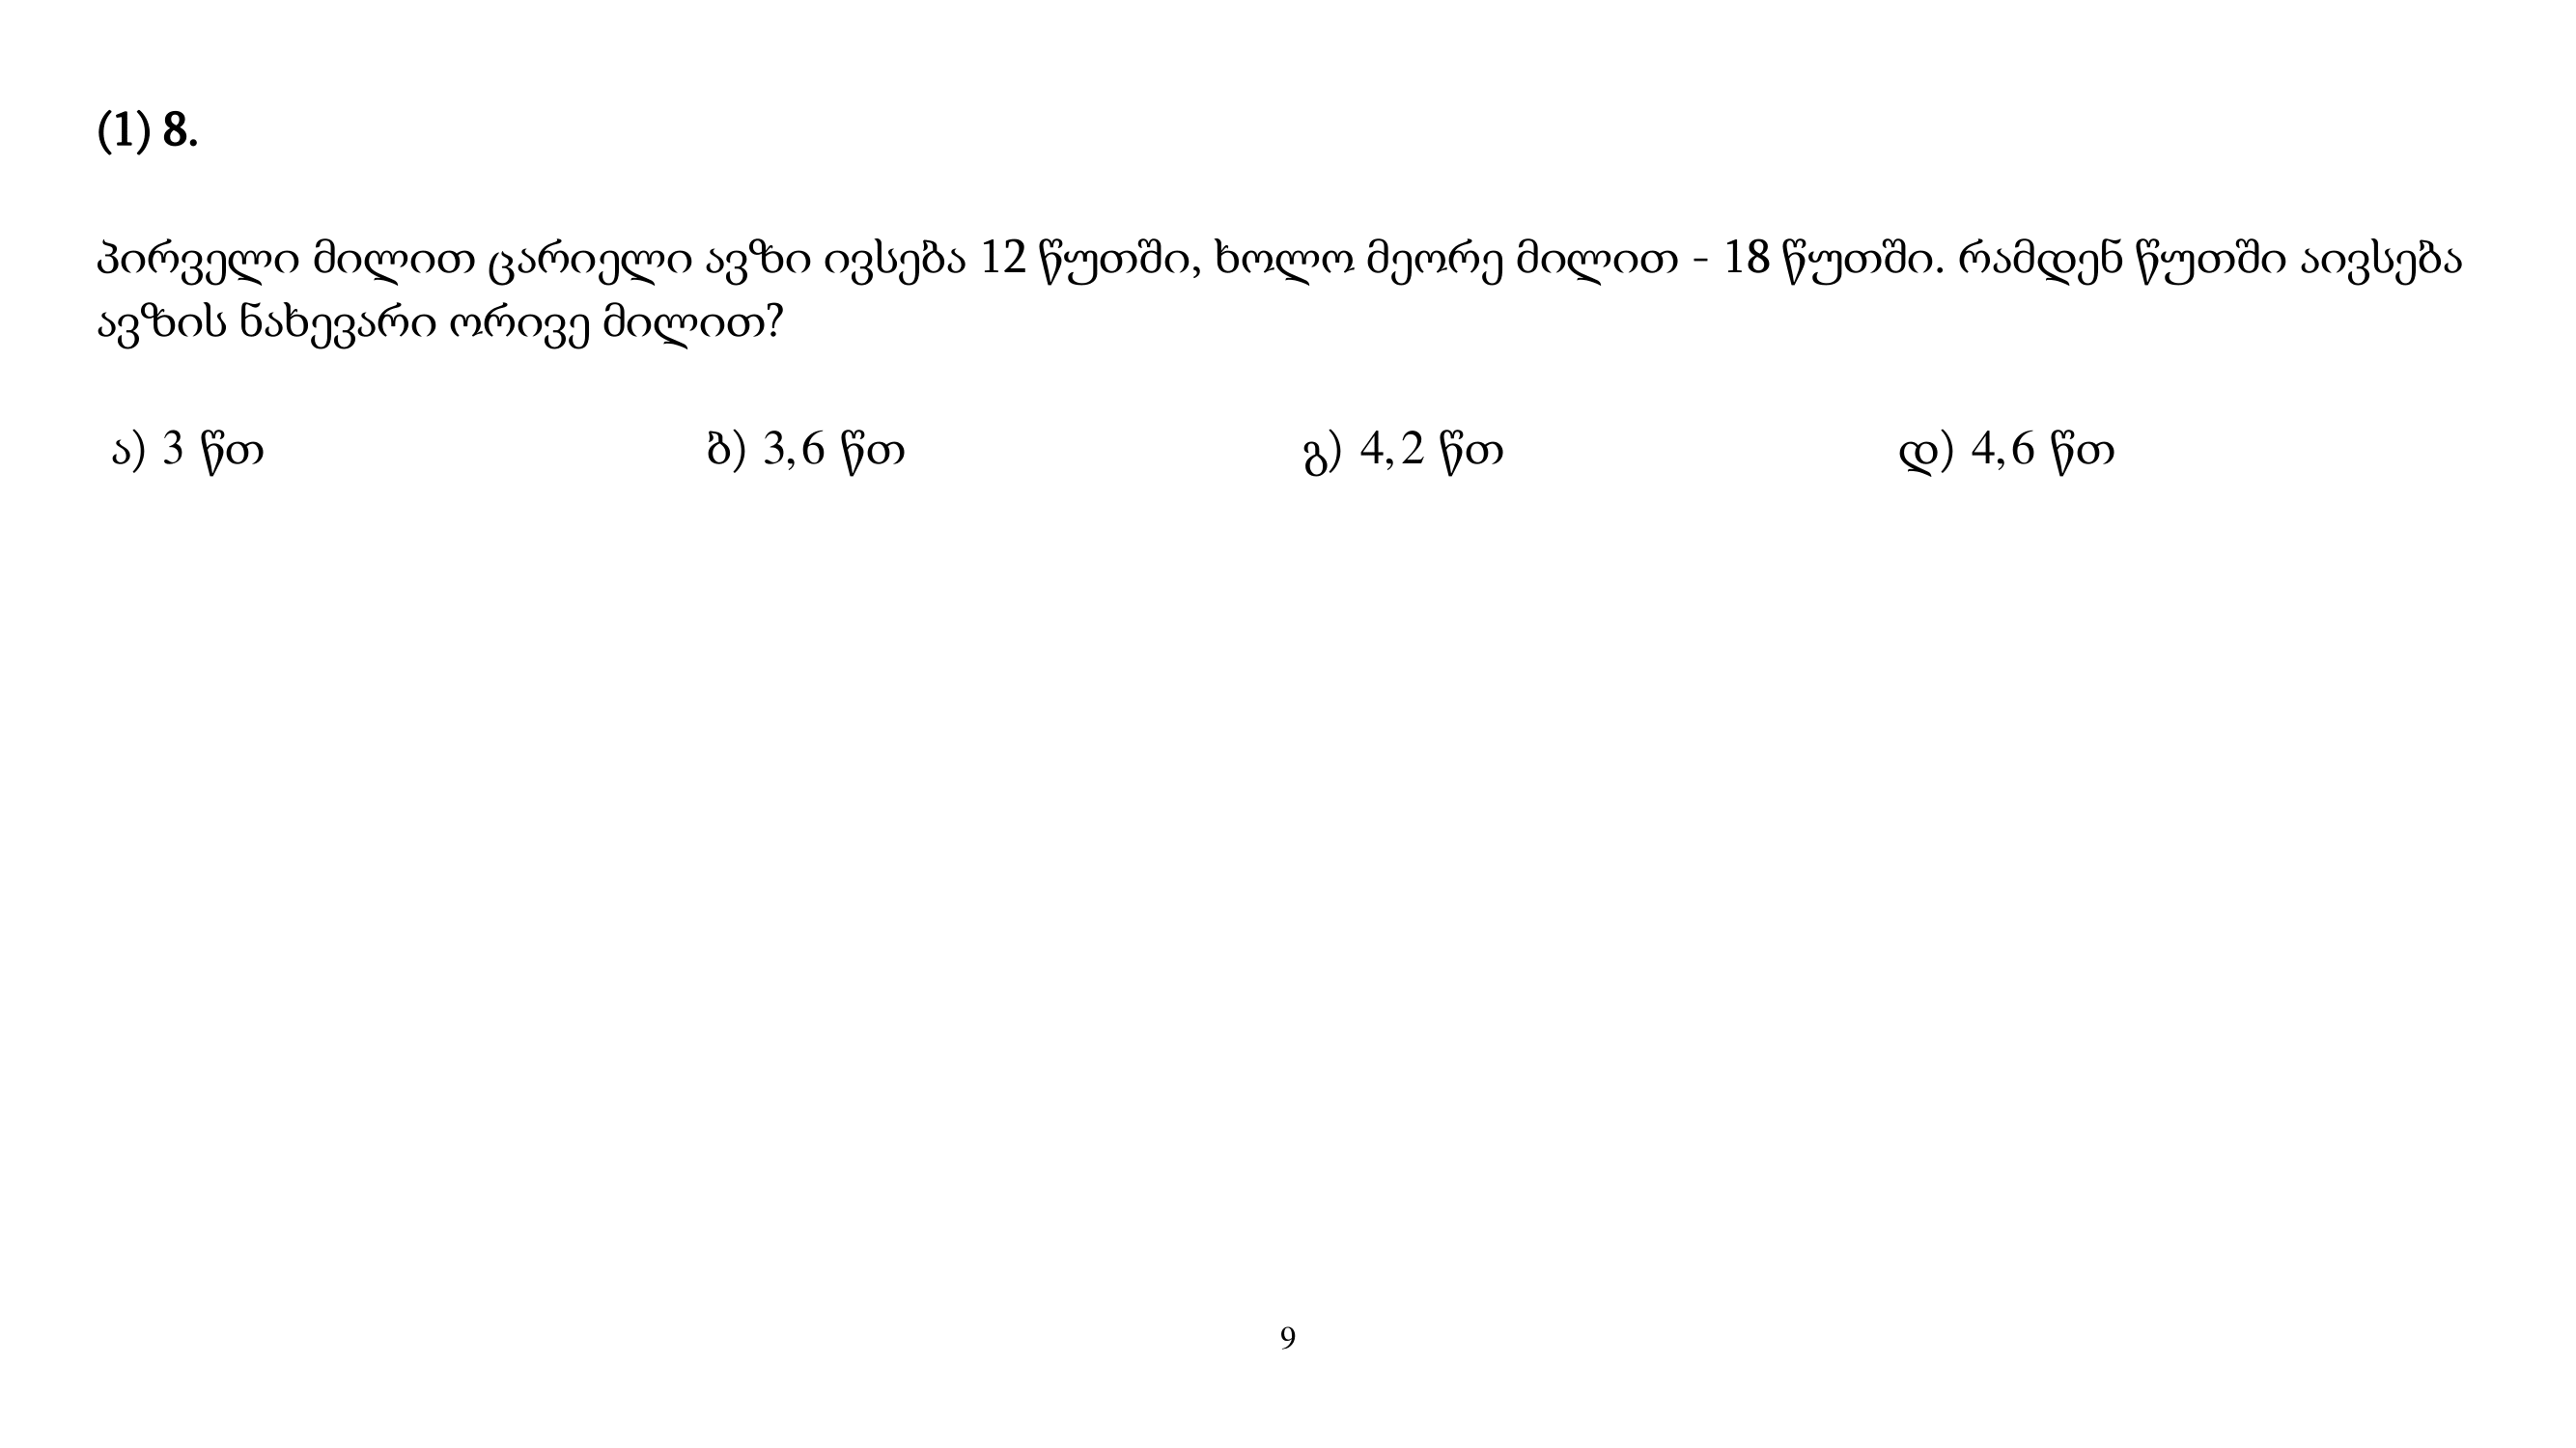 (1) 8.
პირველი მილით ცარიელი ავზი ივსება 12 წუთში, ხოლო მეორე მილით - 18 წუთში. რამდენ წუთში აივსება
ავზის ნახევარი ორივე მილით?
ა) 3 წთ ბ) 3,6 წთ გ) 4,2 წთ დ) 4,6 წთ
9